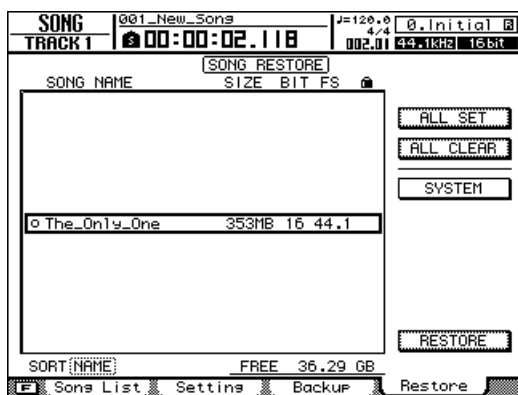 SONG
TRACK 1
001_New_Song
S 00:00:02.118
♩=120.0
4/4
002.01
0.Initial
44.1kHz 16bit
SONG RESTORE
SONG NAME SIZE BIT FS
The_Only_One 353MB 16 44.1
ALL SET
ALL CLEAR
SYSTEM
RESTORE
SORT NAME FREE 36.29 GB
F Song List Setting Backup Restore